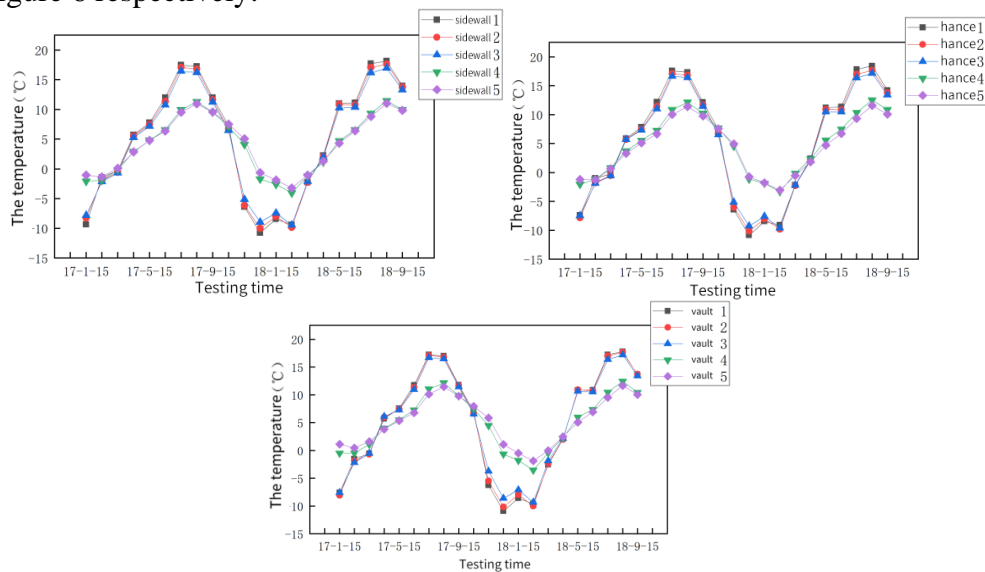 gure 6 respectively.
sidewall 1
sidewall 2
sidewall 3
sidewall 4
sidewall 5
20
15
10
5
0
-5
-10
-15
The temperature (℃)
17-1-15 17-5-15 17-9-15 18-1-15 18-5-15 18-9-15
Testing time
hance1
hance2
hance3
hance4
hance5
20
15
10
5
0
-5
-10
-15
The temperature (℃)
17-1-15 17-5-15 17-9-15 18-1-15 18-5-15 18-9-15
Testing time
vault 1
vault 2
vault 3
vault 4
vault 5
20
15
10
5
0
-5
-10
-15
The temperature (℃)
17-1-15 17-5-15 17-9-15 18-1-15 18-5-15 18-9-15
Testing time